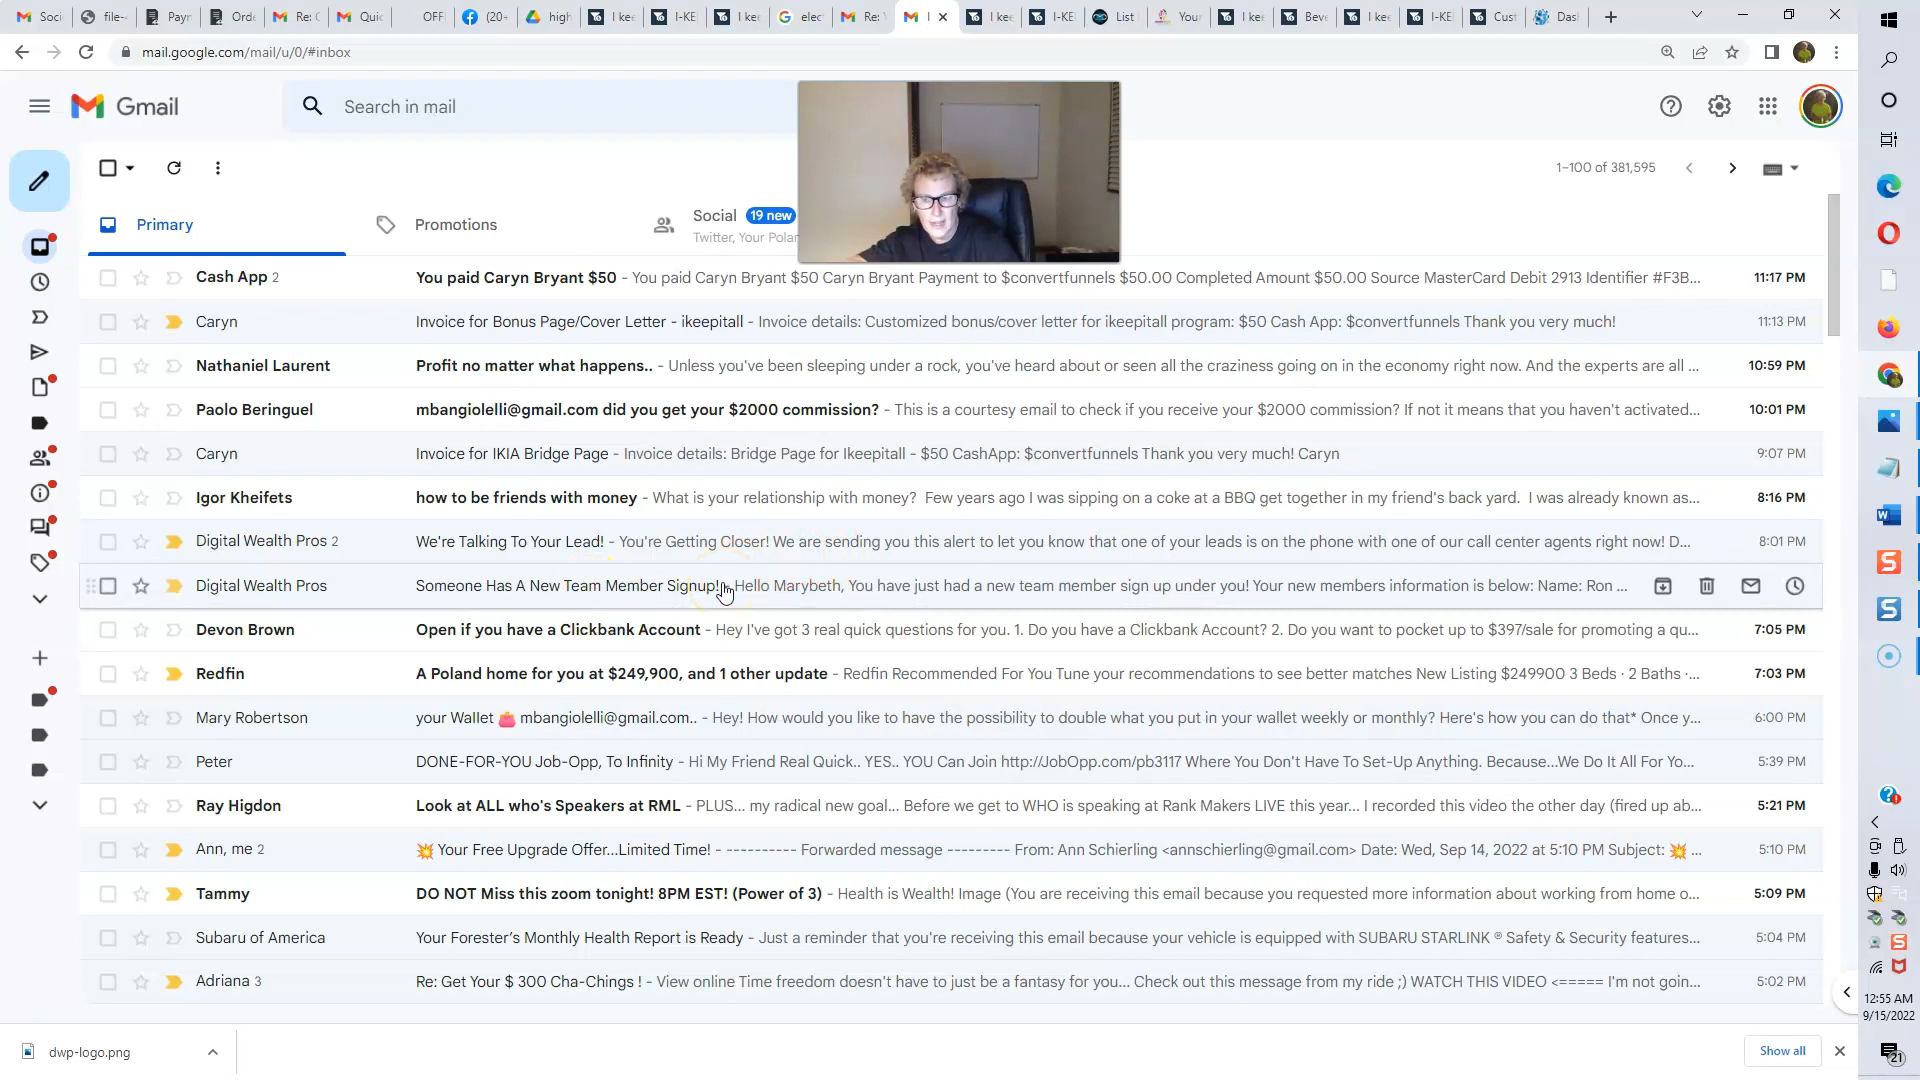 Soci
file-
Payn
Orde
Re: C
Quic
OFF
(20+
high
I kee
I-KE
I kee
elec
Re: V
I kee
I-KE
List
Your
I kee
Beve
I kee
I-KE
Cust
Das
mail.google.com/mail/u/0/#inbox
Gmail
Search in mail
1–100 of 381,595
Primary
Promotions
Social 19 new
Twitter, Your Polar
Cash App 2 You paid Caryn Bryant $50 - You paid Caryn Bryant $50 Caryn Bryant Payment to $convertfunnels $50.00 Completed Amount $50.00 Source MasterCard Debit 2913 Identifier #F3B... 11:17 PM
Caryn Invoice for Bonus Page/Cover Letter - ikeepitall - Invoice details: Customized bonus/cover letter for ikeepitall program: $50 Cash App: $convertfunnels Thank you very much! 11:13 PM
Nathaniel Laurent Profit no matter what happens.. - Unless you've been sleeping under a rock, you've heard about or seen all the craziness going on in the economy right now. And the experts are all ... 10:59 PM
Paolo Beringuel mbangiolelli@gmail.com did you get your $2000 commission? - This is a courtesy email to check if you receive your $2000 commission? If not it means that you haven't activated... 10:01 PM
Caryn Invoice for IKIA Bridge Page - Invoice details: Bridge Page for Ikeepitall - $50 CashApp: $convertfunnels Thank you very much! Caryn 9:07 PM
Igor Kheifets how to be friends with money - What is your relationship with money? Few years ago I was sipping on a coke at a BBQ get together in my friend's back yard. I was already known as... 8:16 PM
Digital Wealth Pros 2 We're Talking To Your Lead! - You're Getting Closer! We are sending you this alert to let you know that one of your leads is on the phone with one of our call center agents right now! D... 8:01 PM
Digital Wealth Pros Someone Has A New Team Member Signup! - Hello Marybeth, You have just had a new team member sign up under you! Your new members information is below: Name: Ron ...
Devon Brown Open if you have a Clickbank Account - Hey I've got 3 real quick questions for you. 1. Do you have a Clickbank Account? 2. Do you want to pocket up to $397/sale for promoting a qu... 7:05 PM
Redfin A Poland home for you at $249,900, and 1 other update - Redfin Recommended For You Tune your recommendations to see better matches New Listing $249900 3 Beds · 2 Baths ·... 7:03 PM
Mary Robertson your Wallet 👛 mbangiolelli@gmail.com.. - Hey! How would you like to have the possibility to double what you put in your wallet weekly or monthly? Here's how you can do that* Once y... 6:00 PM
Peter DONE-FOR-YOU Job-Opp, To Infinity - Hi My Friend Real Quick.. YES.. YOU Can Join http://JobOpp.com/pb3117 Where You Don't Have To Set-Up Anything. Because...We Do It All For Yo... 5:39 PM
Ray Higdon Look at ALL who's Speakers at RML - PLUS... my radical new goal... Before we get to WHO is speaking at Rank Makers LIVE this year... I recorded this video the other day (fired up ab... 5:21 PM
Ann, me 2 💥 Your Free Upgrade Offer...Limited Time! - ---------- Forwarded message --------- From: Ann Schierling <annschierling@gmail.com> Date: Wed, Sep 14, 2022 at 5:10 PM Subject: 💥 ... 5:10 PM
Tammy DO NOT Miss this zoom tonight! 8PM EST! (Power of 3) - Health is Wealth! Image (You are receiving this email because you requested more information about working from home o... 5:09 PM
Subaru of America Your Forester's Monthly Health Report is Ready - Just a reminder that you're receiving this email because your vehicle is equipped with SUBARU STARLINK ® Safety & Security features... 5:04 PM
Adriana 3 Re: Get Your $ 300 Cha-Chings ! - View online Time freedom doesn't have to just be a fantasy for you... Check out this message from my ride ;) WATCH THIS VIDEO <===== I'm not goin... 5:02 PM
12:55 AM
9/15/2022
21
dwp-logo.png
Show all